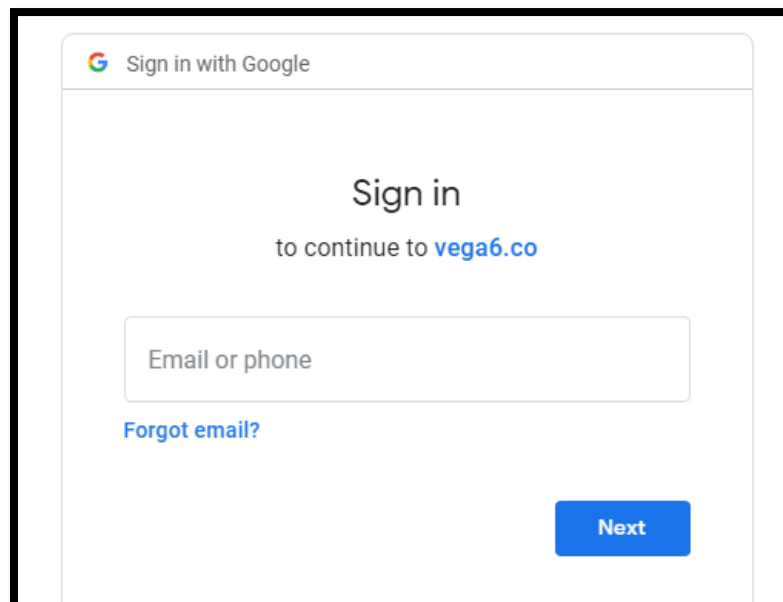 Sign in with Google
Sign in
to continue to vega6.co
Email or phone
Forgot email?
Next